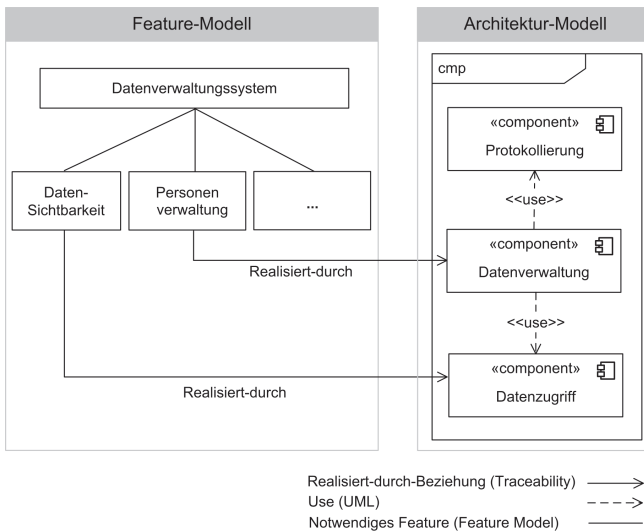 Feature-Modell
Architektur-Modell
cmp
Datenverwaltungssystem
«component»
Protokollierung
Daten-
Sichtbarkeit
Personen
verwaltung
...
<<use>>
«component»
Datenverwaltung
Realisiert-durch
<<use>>
«component»
Datenzugriff
Realisiert-durch
Realisiert-durch-Beziehung (Traceability)
Use (UML)
Notwendiges Feature (Feature Model)